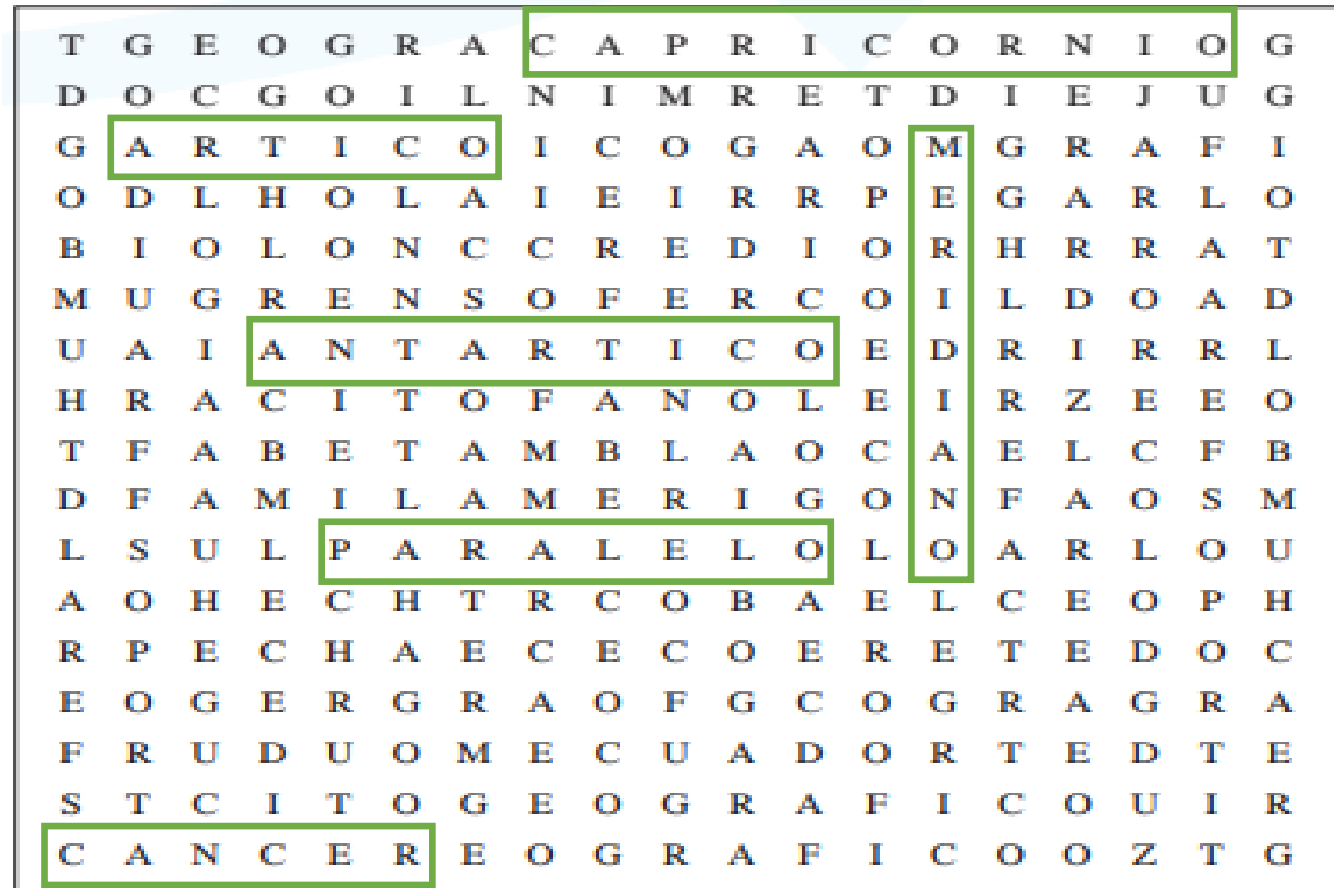 T G E O G R A C A P R I C O R N I O G
D O C G O I L N I M R E T D I E J U G
G A R T I C O I C O G A O M G R A F I
O D L H O L A I E I R R P E G A R L O
B I O L O N C C R E D I O R H R R A T
M U G R E N S O F E R C O I L D O A D
U A I A N T A R T I C O E D R I R R L
H R A C I T O F A N O L E I R Z E E O
T F A B E T A M B L A O C A E L C F B
D F A M I L A M E R I G O N F A O S M
L S U L P A R A L E L O L O A R L O U
A O H E C H T R C O B A E L C E O P H
R P E C H A E C E C O E R E T E D O C
E O G E R G R A O F G C O G R A G R A
F R U D U O M E C U A D O R T E D T E
S T C I T O G E O G R A F I C O U I R
C A N C E R E O G R A F I C O O Z T G